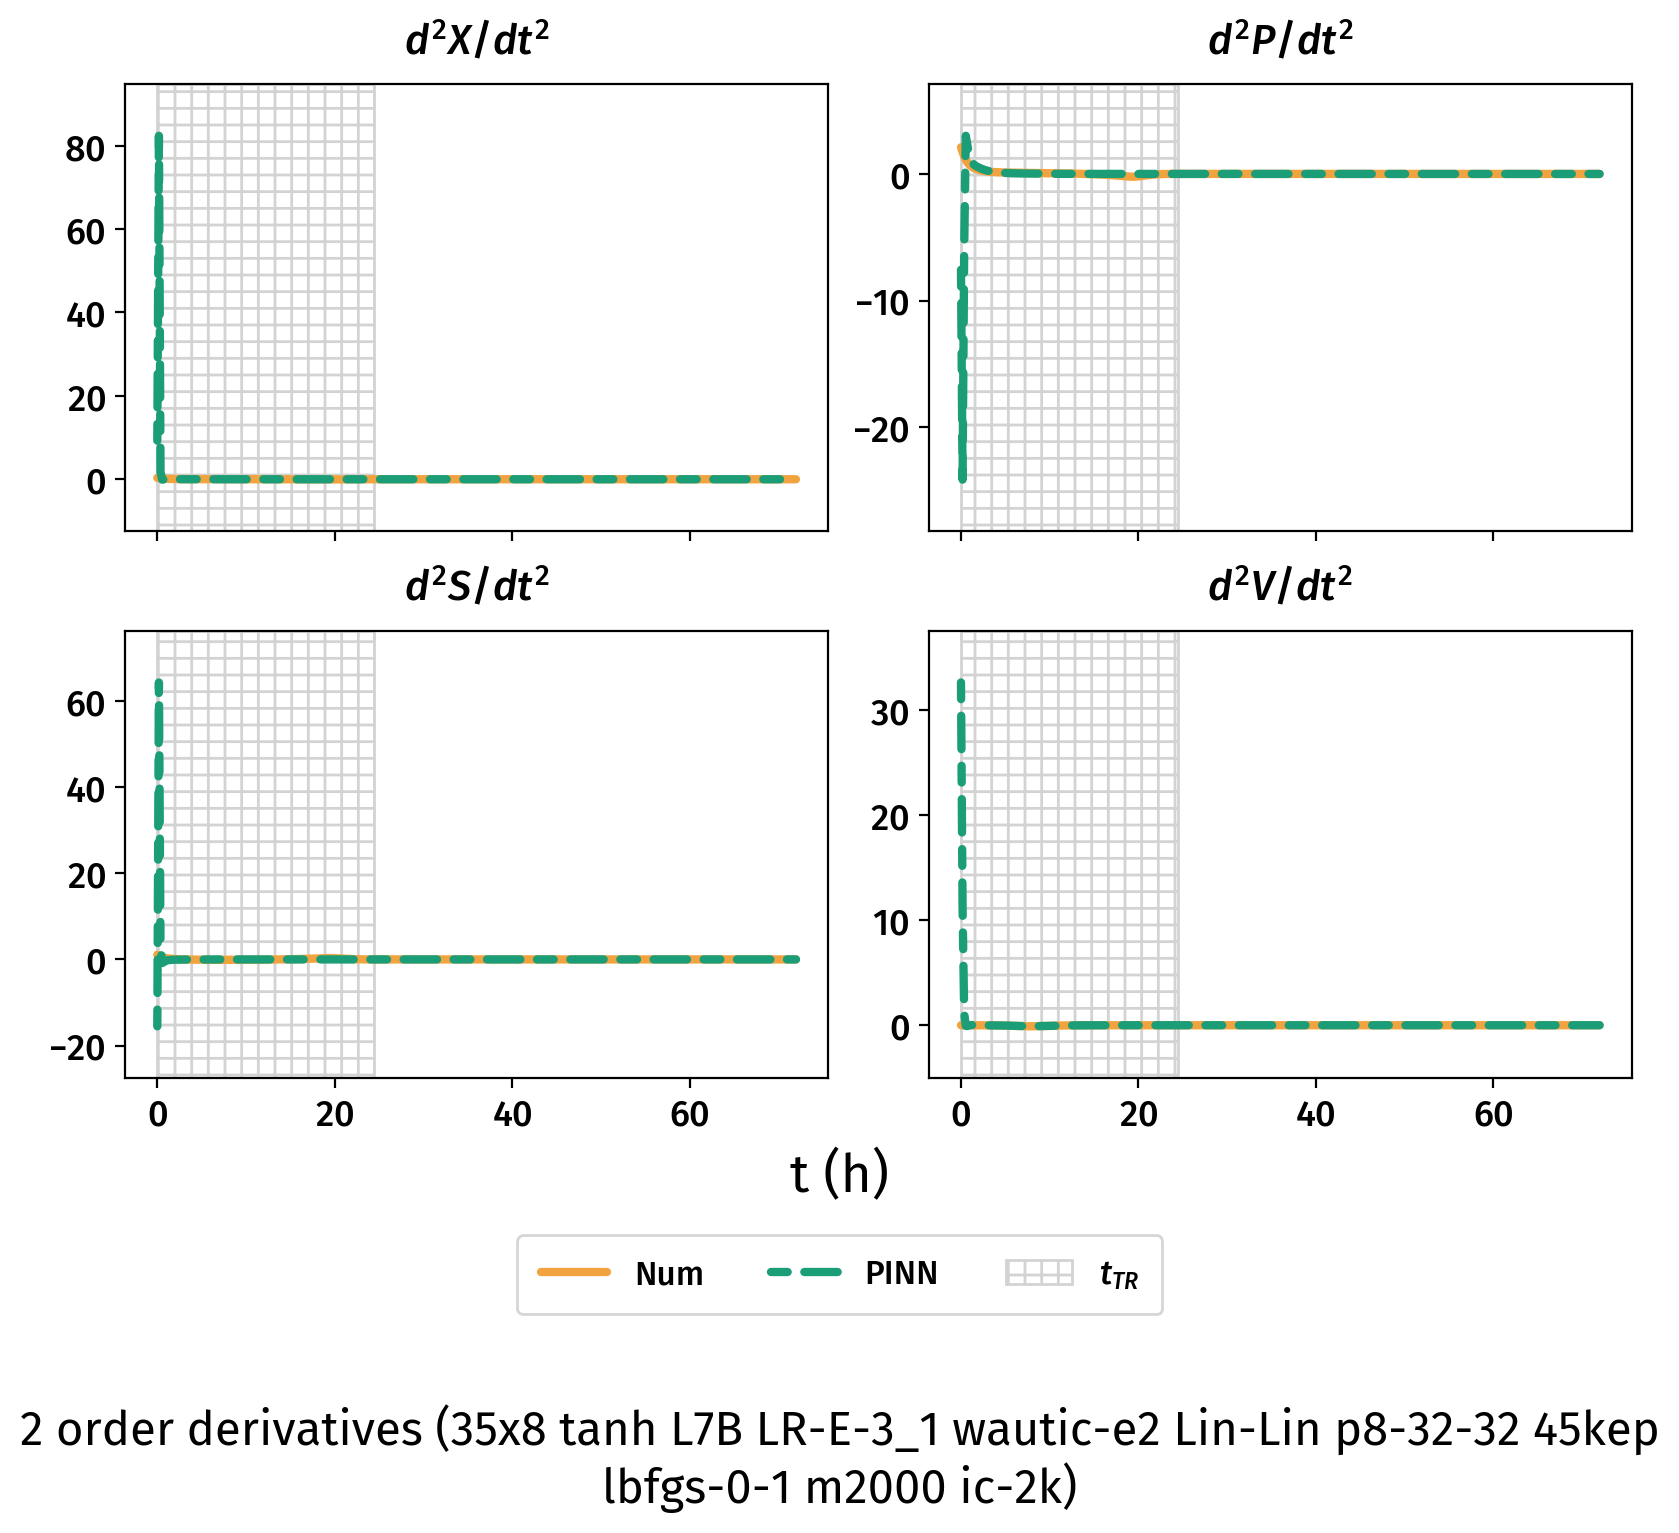 d²X/dt²
d²P/dt²
80
60
40
20
0
0
−10
−20
d²S/dt²
d²V/dt²
60
40
20
0
−20
30
20
10
0
0 20 40 60
0 20 40 60
t (h)
Num PINN t_TR
2 order derivatives (35x8 tanh L7B LR-E-3_1 wautic-e2 Lin-Lin p8-32-32 45kep
lbfgs-0-1 m2000 ic-2k)